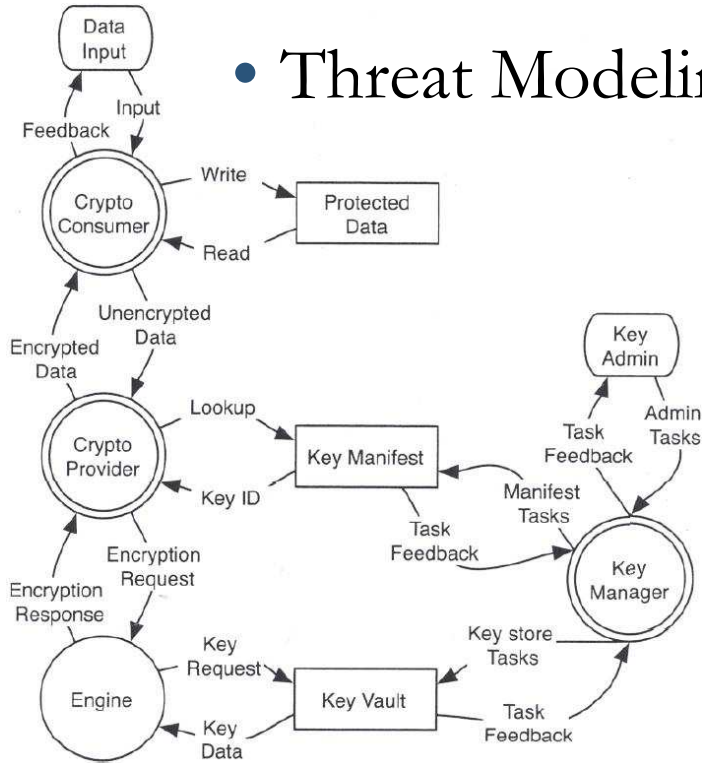 Data
Input
• Threat Modelin
Input
Feedback
Crypto
Consumer
Write
Protected
Data
Read
Unencrypted
Data
Encrypted
Data
Key
Admin
Lookup
Admin
Tasks
Task
Feedback
Crypto
Provider
Key Manifest
Key ID
Manifest
Tasks
Task
Feedback
Encryption
Request
Key
Manager
Encryption
Response
Key
Request
Key store
Tasks
Engine
Key Vault
Key
Data
Task
Feedback